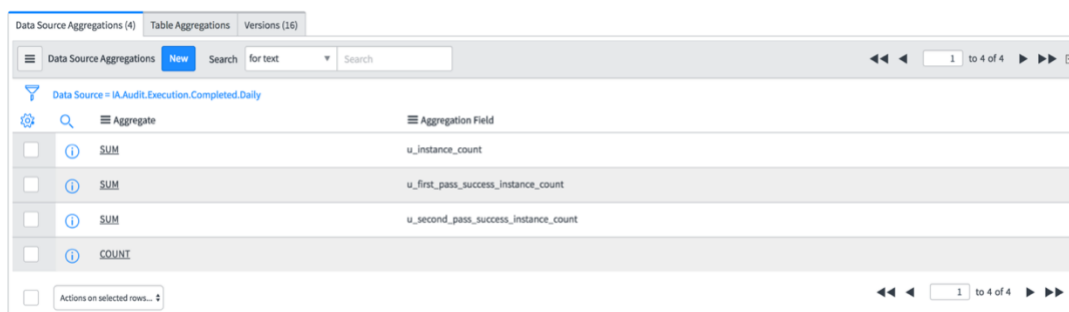 Data Source Aggregations (4) Table Aggregations Versions (16)
Data Source Aggregations New Search for text Search 1 to 4 of 4
Data Source = IA.Audit.Execution.Completed.Daily
Aggregate Aggregation Field
SUM u_instance_count
SUM u_first_pass_success_instance_count
SUM u_second_pass_success_instance_count
COUNT
Actions on selected rows... 1 to 4 of 4